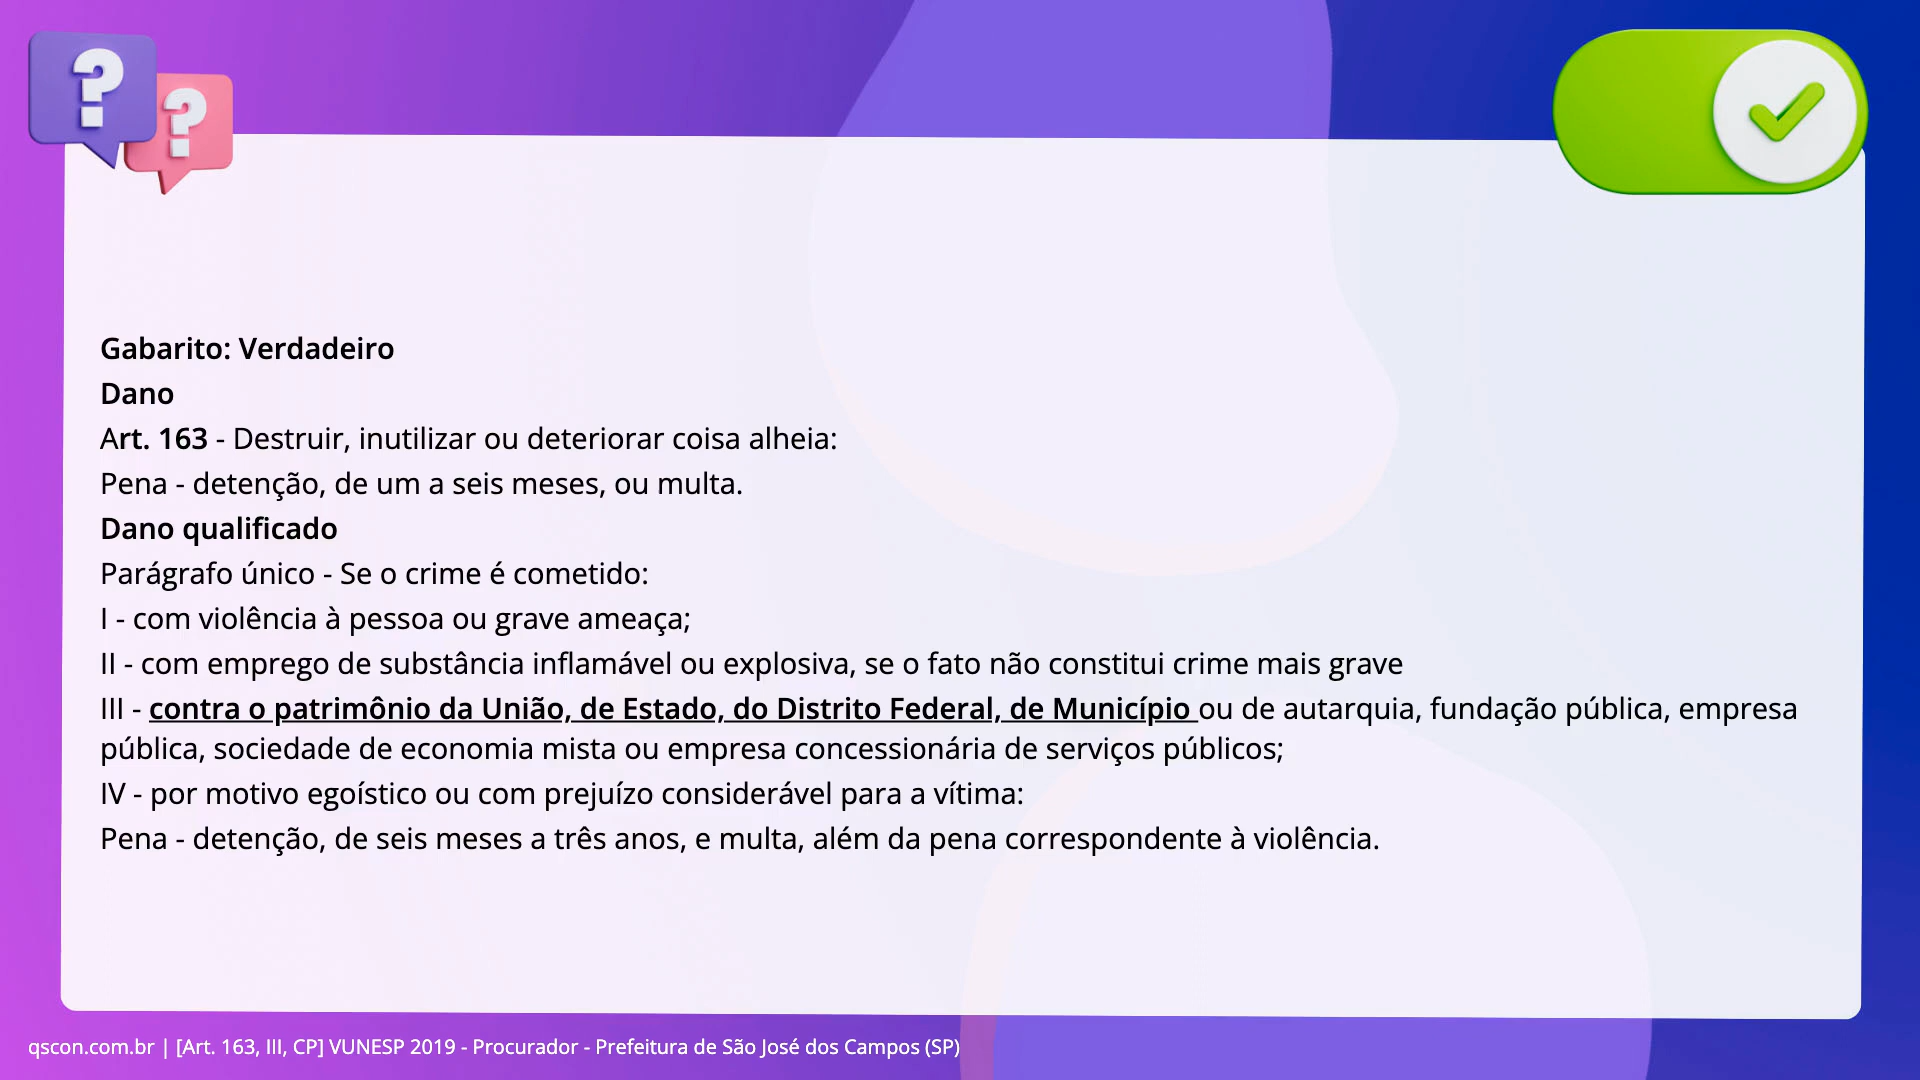 ? ?
Gabarito: Verdadeiro
Dano
Art. 163 - Destruir, inutilizar ou deteriorar coisa alheia:
Pena - detenção, de um a seis meses, ou multa.
Dano qualificado
Parágrafo único - Se o crime é cometido:
I - com violência à pessoa ou grave ameaça;
II - com emprego de substância inflamável ou explosiva, se o fato não constitui crime mais grave
III - contra o patrimônio da União, de Estado, do Distrito Federal, de Município ou de autarquia, fundação pública, empresa
pública, sociedade de economia mista ou empresa concessionária de serviços públicos;
IV - por motivo egoístico ou com prejuízo considerável para a vítima:
Pena - detenção, de seis meses a três anos, e multa, além da pena correspondente à violência.
qscon.com.br | [Art. 163, III, CP] VUNESP 2019 - Procurador - Prefeitura de São José dos Campos (SP)